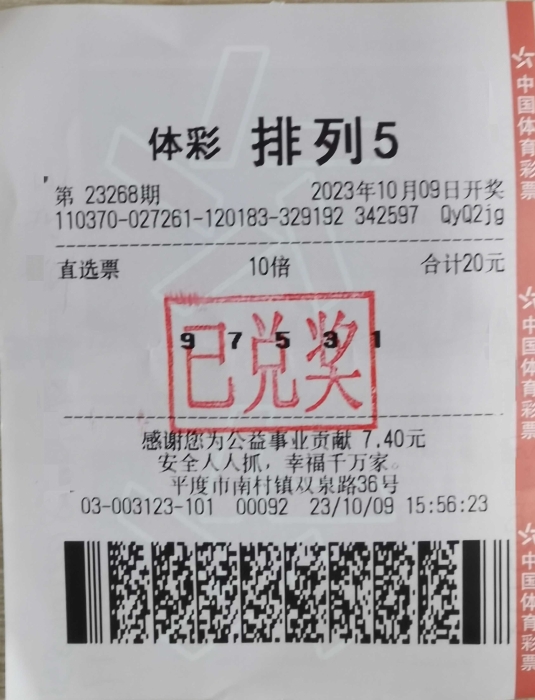 体彩 排列5
第 23268期 2023年10月09日开奖
110370-027261-120183-329192 342597 QyQ2jg
直选票 10倍 合计20元
9 7 5 3 1
已兑奖
感谢您为公益事业贡献 7.40元
安全人人抓，幸福千万家。
平度市南村镇双泉路36号
03-003123-101 00092 23/10/09 15:56:23
中国体育彩票
中国体育彩票
中国体育彩票